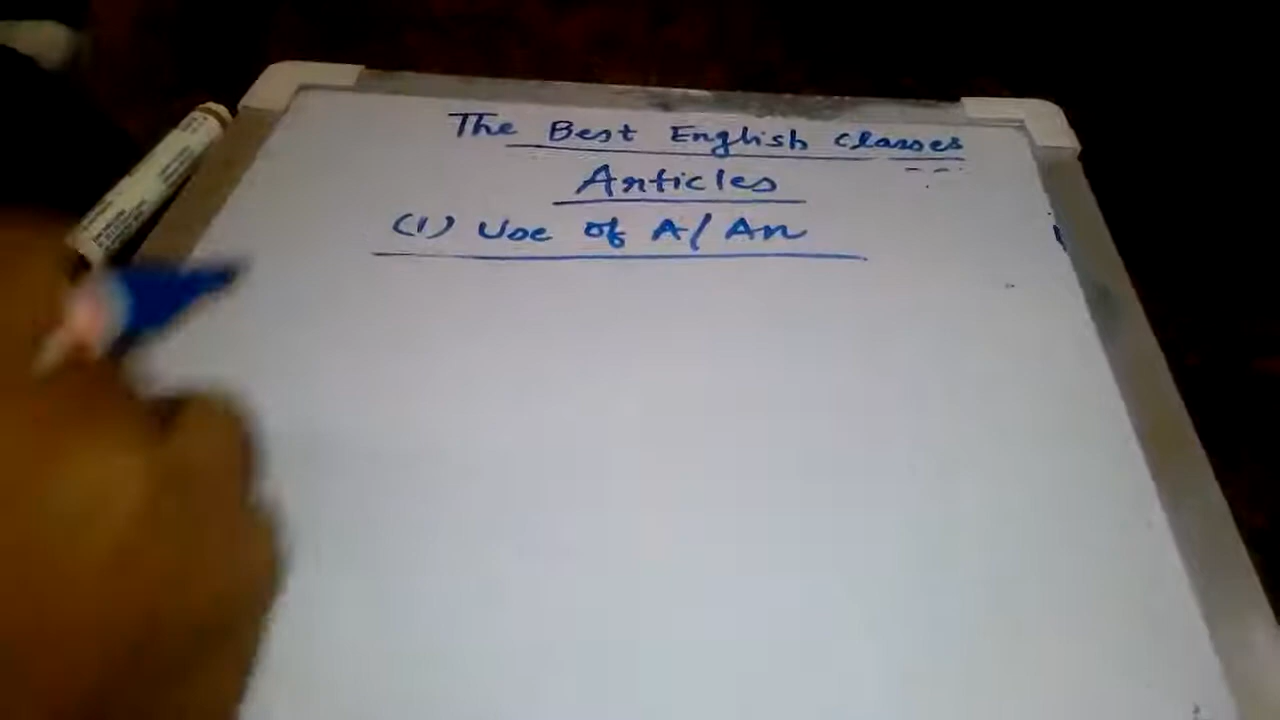 The Best English classes
Articles
(1) Use of A/An